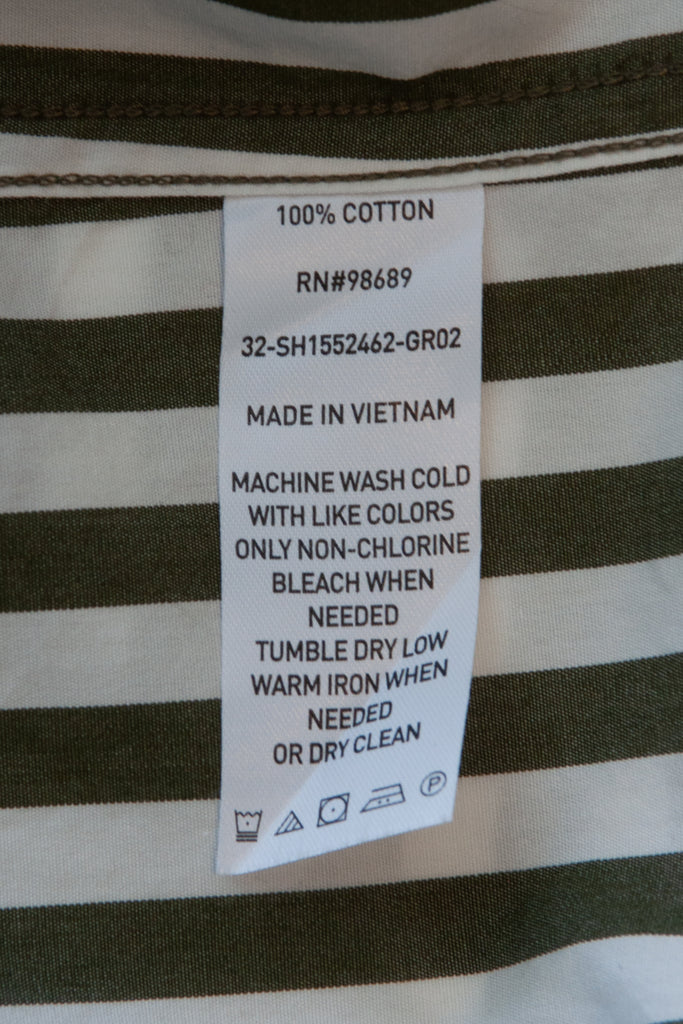 100% COTTON
RN#98689
32-SH1552462-GR02
MADE IN VIETNAM
MACHINE WASH COLD
WITH LIKE COLORS
ONLY NON-CHLORINE
BLEACH WHEN
NEEDED
TUMBLE DRY LOW
WARM IRON WHEN
NEEDED
OR DRY CLEAN
P